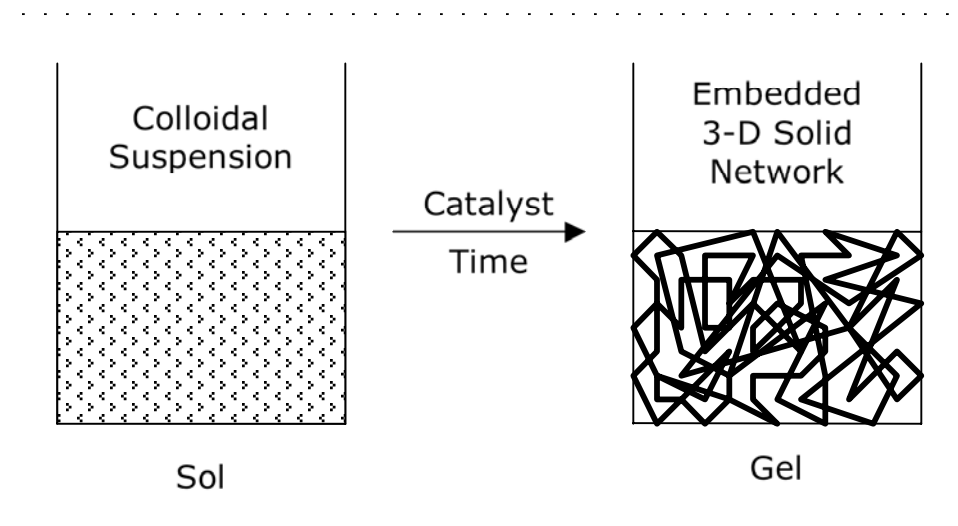 Colloidal
Suspension
Embedded
3-D Solid
Network
Catalyst
Time
Sol
Gel